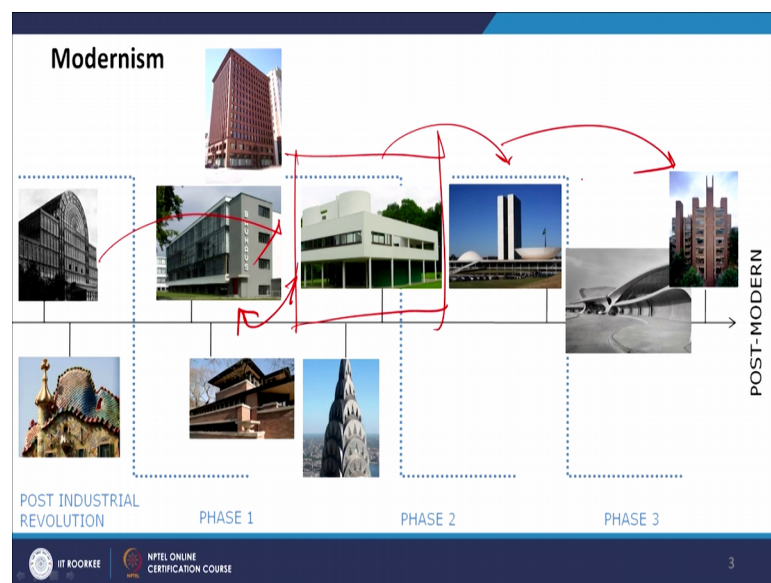 Modernism
BAUHAUS
POST-MODERN
POST INDUSTRIAL
REVOLUTION
PHASE 1
PHASE 2
PHASE 3
IIT ROORKEE
NPTEL ONLINE
CERTIFICATION COURSE
3